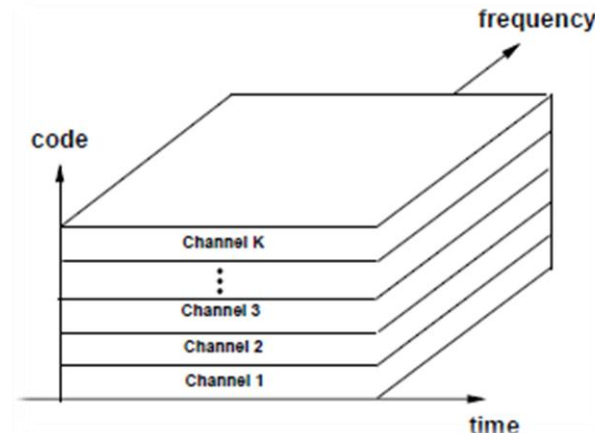 frequency
code
Channel K
Channel 3
Channel 2
Channel 1
time